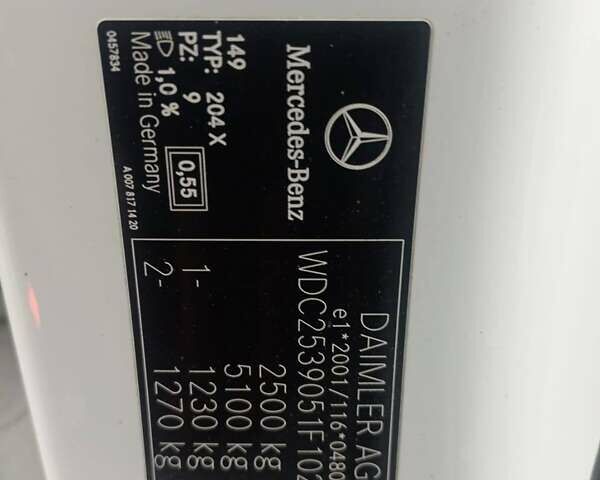 Mercedes-Benz
149
TYP: 204 X
PZ: 9
1,0 %
0,55
Made in Germany
0457834
A 007 817 14 20
DAIMLER AG
e1*2001/116*0480
WDC2539051F102
2500 kg
5100 kg
1- 1230 kg
2- 1270 kg